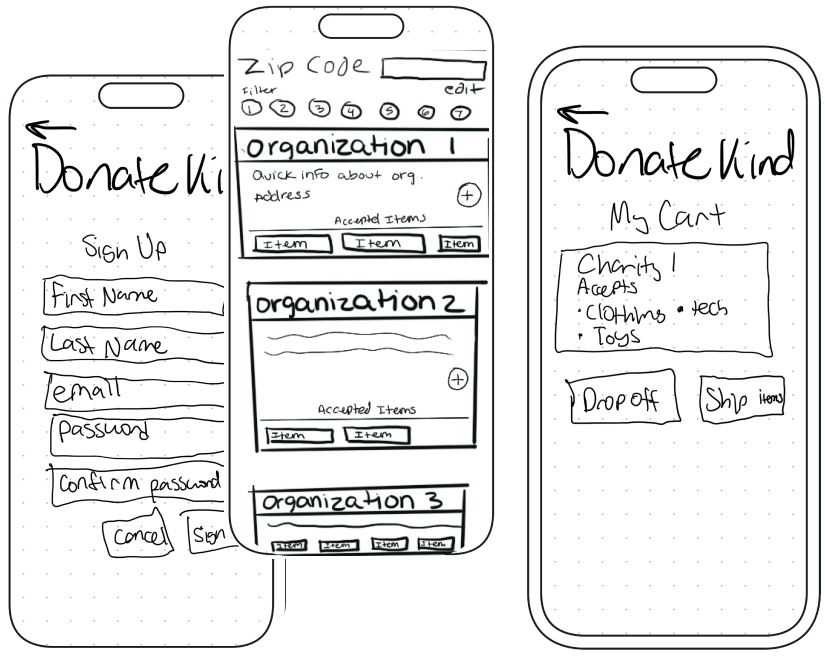 Donate Ki
Sign Up
First Name
Last Name
email
password
Confirm password
Cancel
Sign
Zip Code
Filter
edit
1 2 3 4 5 6 7
organization 1
Quick info about org.
Address
+
Accepted Items
Item Item Item
organization 2
+
Accepted Items
Item Item
organization 3
Item Item Item Item
Donate Kind
My Cart
Charity 1
Accepts
• Clothing • tech
• Toys
Drop off
Ship items